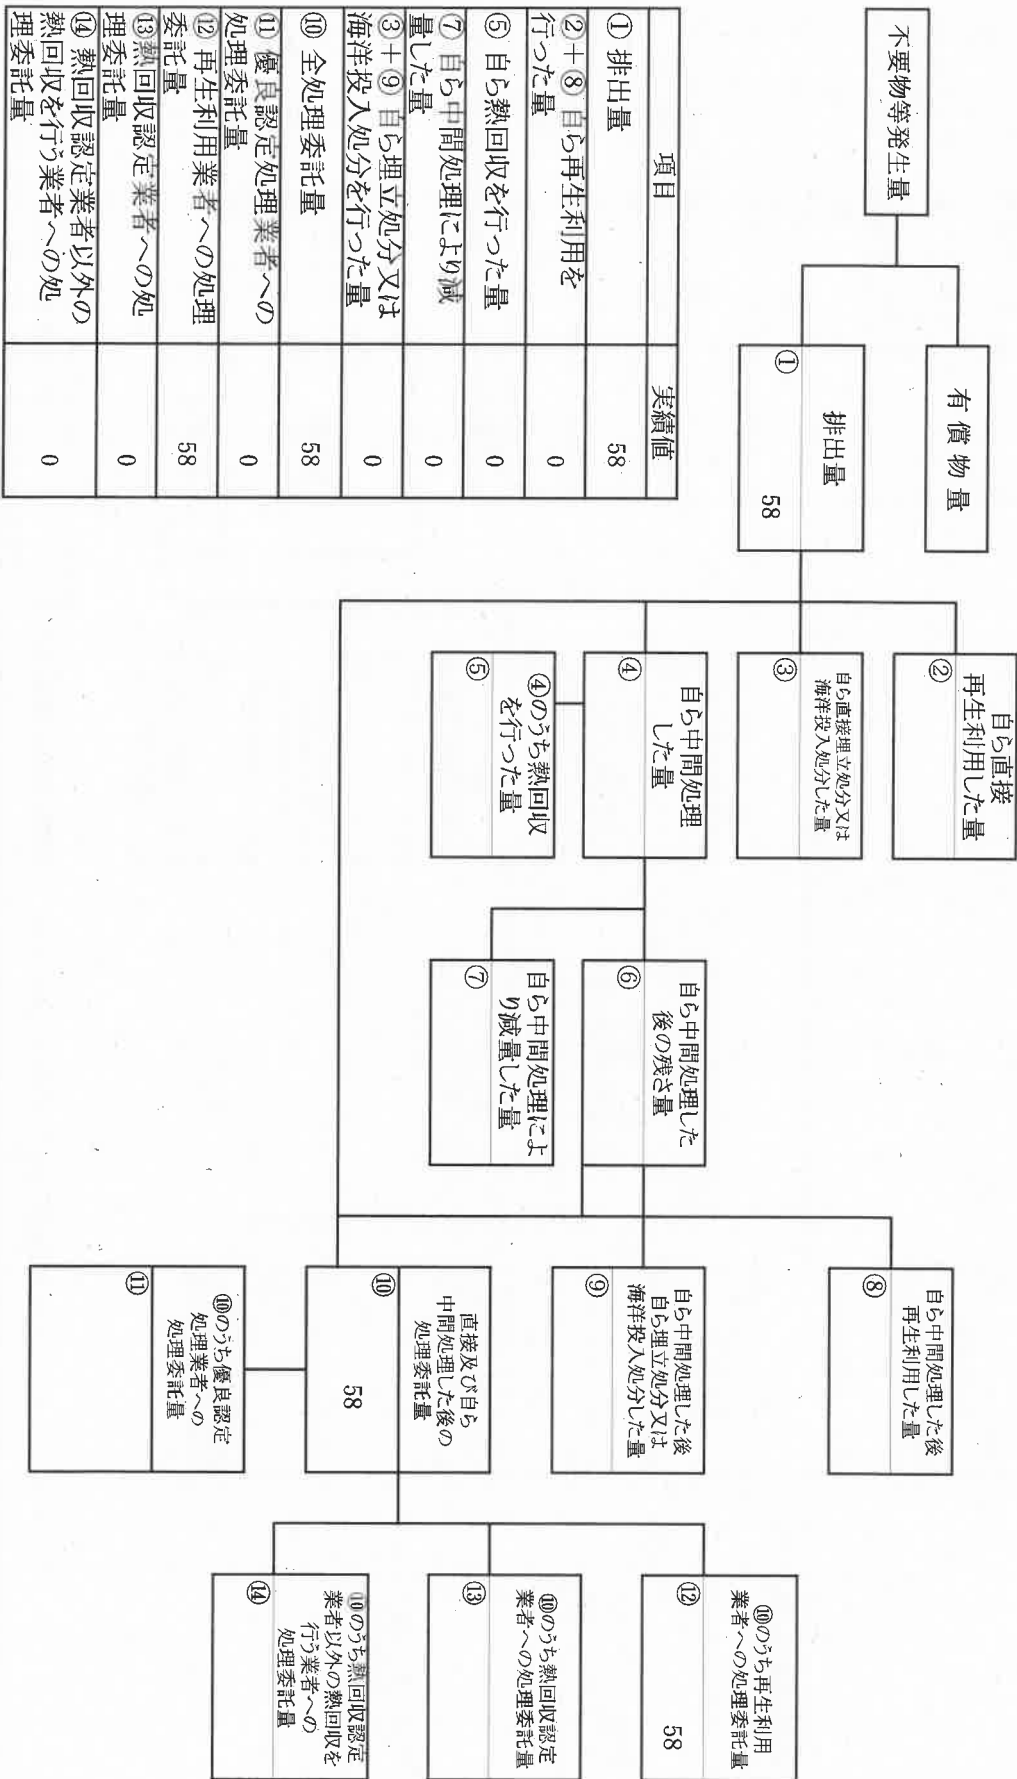 不要物等発生量
有償物量
排出量
①
58
自ら直接
再生利用した量
②
自ら直接埋立処分又は
海洋投入処分した量
③
自ら中間処理
した量
④
④のうち熱回収
を行った量
⑤
自ら中間処理した
後の残さ量
⑥
自ら中間処理によ
り減量した量
⑦
自ら中間処理した後
再生利用した量
⑧
自ら中間処理した後
自ら埋立処分又は
海洋投入処分した量
⑨
直接及び自ら
中間処理した後の
処理委託量
⑩
58
⑩のうち優良認定
処理業者への
処理委託量
⑪
⑩のうち再生利用
業者への処理委託量
⑫
58
⑩のうち熱回収認定
業者への処理委託量
⑬
⑩のうち熱回収認定
業者以外の熱回収を
行う業者への
処理委託量
⑭
項目 実績値
① 排出量 58
②+⑧ 自ら再生利用を
行った量 0
⑤ 自ら熱回収を行った量 0
⑦ 自ら中間処理により減
量した量 0
③+⑨ 自ら埋立処分又は
海洋投入処分を行った量 0
⑩ 全処理委託量 58
⑪ 優良認定処理業者への
処理委託量 0
⑫ 再生利用業者への処理
委託量 58
⑬熱回収認定業者への処
理委託量 0
⑭ 熱回収認定業者以外の
熱回収を行う業者への処
理委託量 0